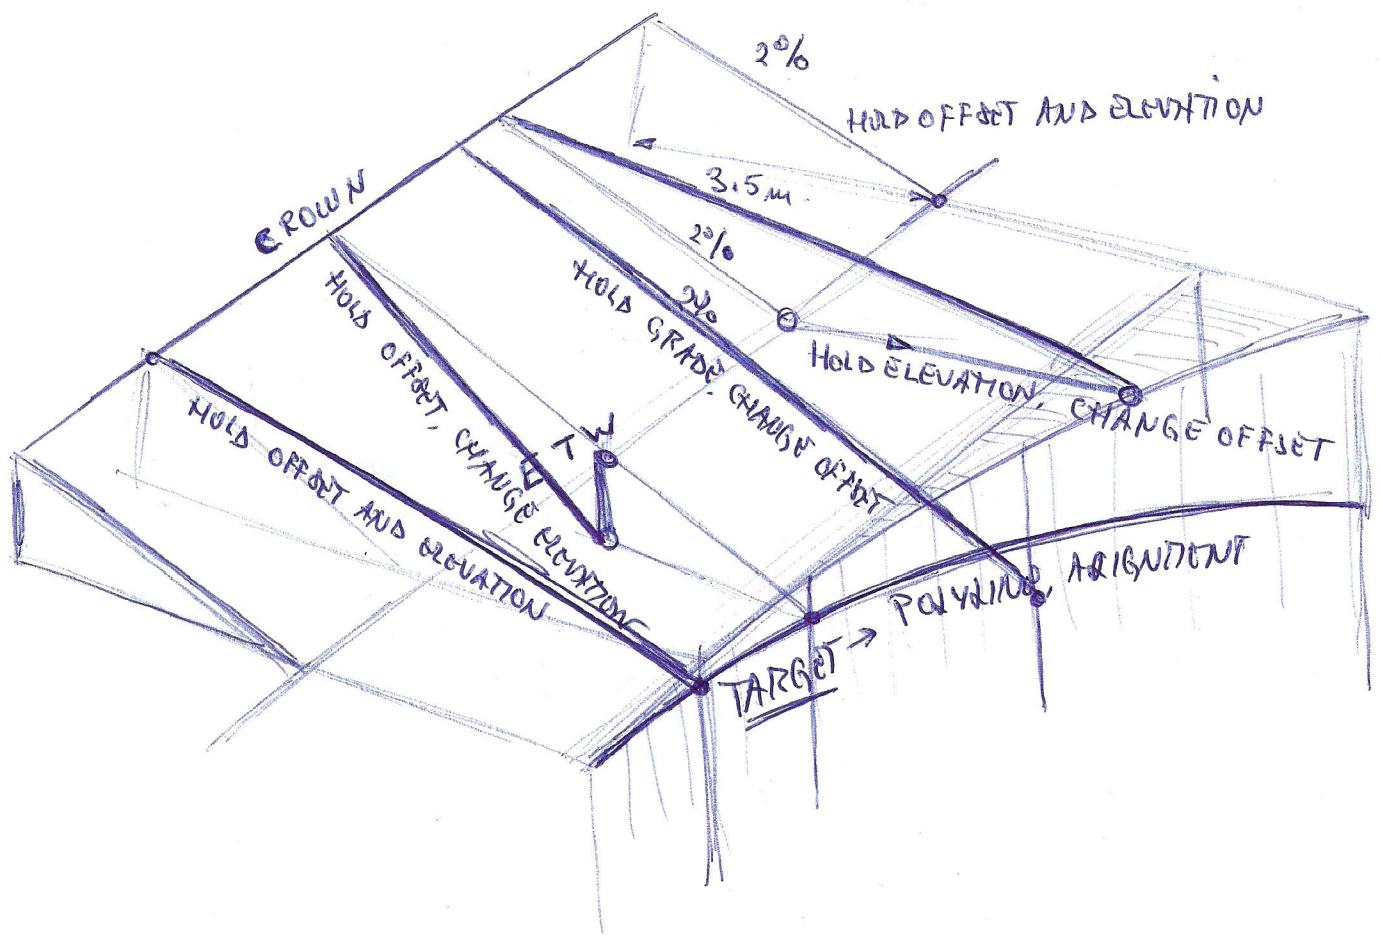 2%
HOLD OFFSET AND ELEVATION
3.5m.
CROWN
2%
2%
HOLD GRADE, CHANGE OFFSET
HOLD ELEVATION, CHANGE OFFSET
HOLD OFFSET, CHANGE ELEVATION
HOLD OFFSET AND ELEVATION
TARGET → POLYLINE, ALIGNMENT